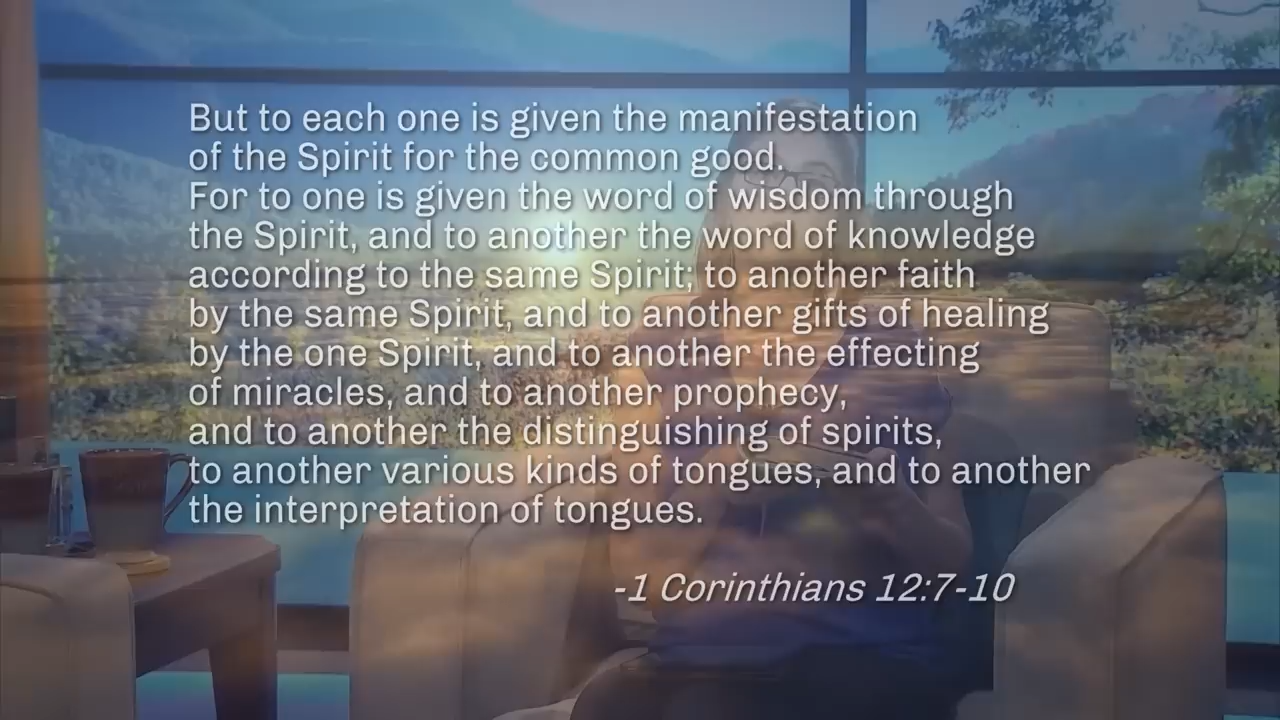 But to each one is given the manifestation
of the Spirit for the common good.
For to one is given the word of wisdom through
the Spirit, and to another the word of knowledge
according to the same Spirit; to another faith
by the same Spirit, and to another gifts of healing
by the one Spirit, and to another the effecting
of miracles, and to another prophecy,
and to another the distinguishing of spirits,
to another various kinds of tongues, and to another
the interpretation of tongues.
-1 Corinthians 12:7-10